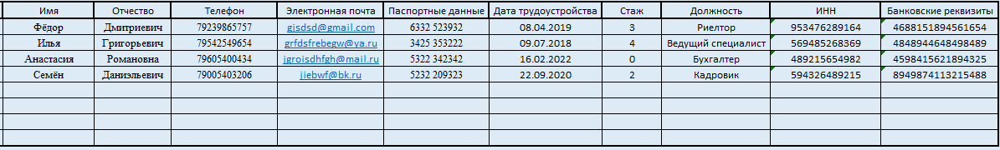 Имя Отчество Телефон Электронная почта Паспортные данные Дата трудоустройства Стаж Должность ИНН Банковские реквизиты
Фёдор Дмитриевич 79239865757 gjsdsd@gmail.com 6332 523932 08.04.2019 3 Риелтор 953476289164 4688151894561654
Илья Григорьевич 79542549654 grfdsfrebegw@ya.ru 3425 353222 09.07.2018 4 Ведущий специалист 569485268369 4848944648498489
Анастасия Романовна 79605400434 jgroisdhfgh@mail.ru 5322 342342 16.02.2022 0 Бухгалтер 489215654982 4598415621894325
Семён Даниэльевич 79005403206 jiebwf@bk.ru 5232 209323 22.09.2020 2 Кадровик 594326489215 8949874113215488